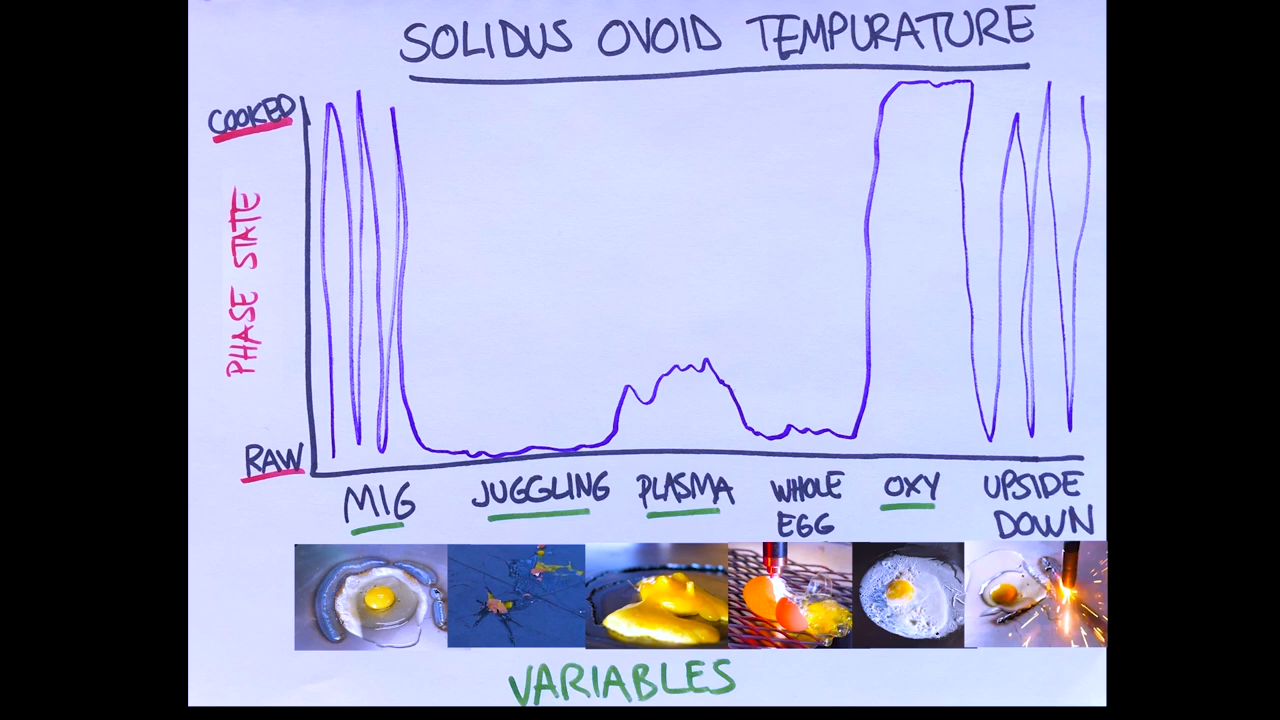 SOLIDUS OVOID TEMPURATURE
COOKED
PHASE STATE
RAW
MIG
JUGGLING
PLASMA
WHOLE
EGG
OXY
UPSIDE
DOWN
VARIABLES